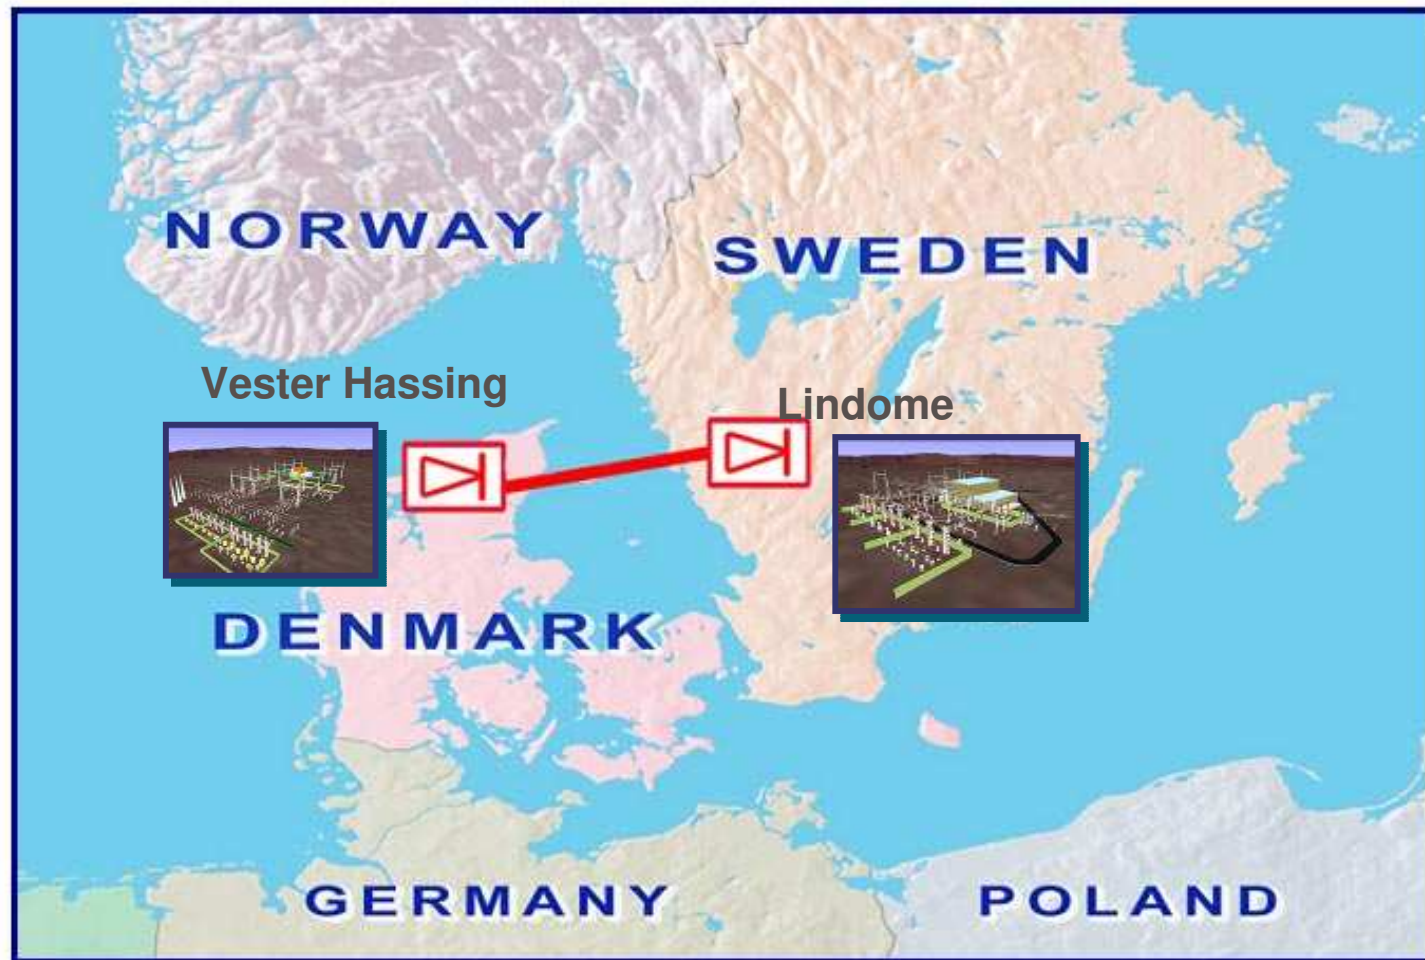 NORWAY
SWEDEN
Vester Hassing
Lindome
DENMARK
GERMANY
POLAND